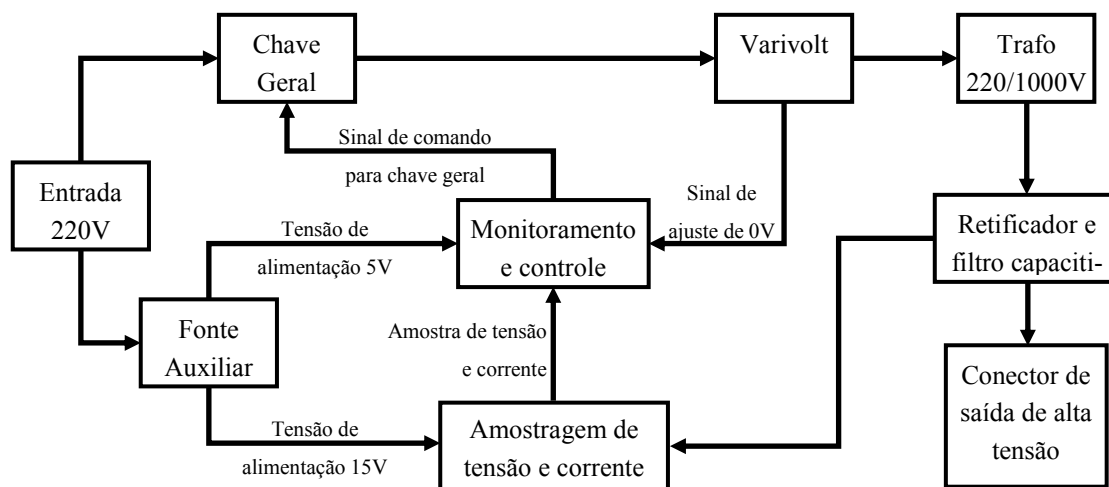 Chave
Geral
Varivolt
Trafo
220/1000V
Sinal de comando
para chave geral
Entrada
220V
Sinal de
ajuste de 0V
Tensão de
alimentação 5V
Monitoramento
e controle
Retificador e
filtro capaciti-
Fonte
Auxiliar
Amostra de tensão
e corrente
Conector de
saída de alta
tensão
Tensão de
alimentação 15V
Amostragem de
tensão e corrente